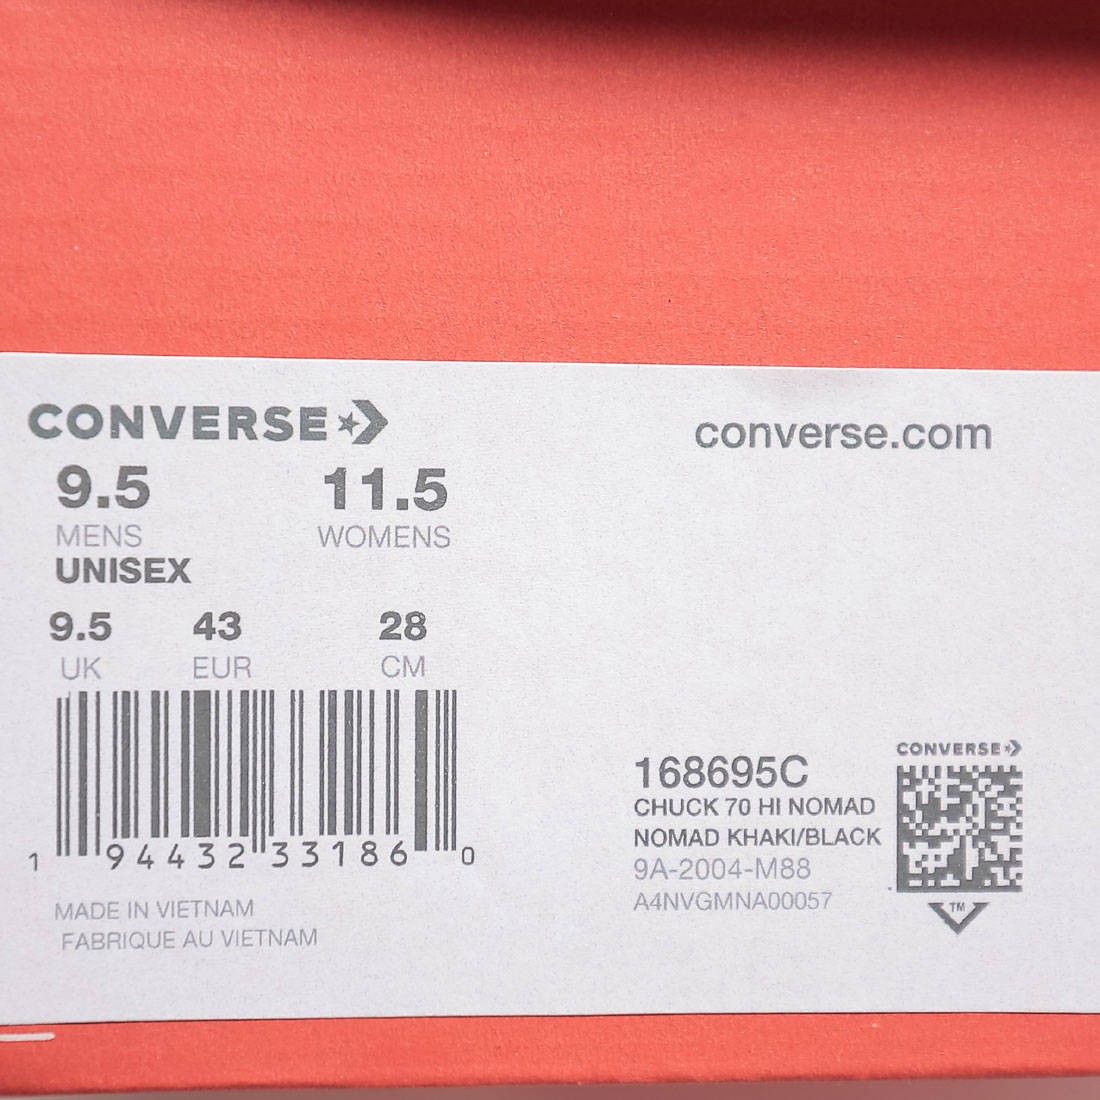 CONVERSE
converse.com
9.5 11.5
MENS WOMENS
UNISEX
9.5 43 28
UK EUR CM
1 94432 33186 0
MADE IN VIETNAM
FABRIQUE AU VIETNAM
CONVERSE
168695C
CHUCK 70 HI NOMAD
NOMAD KHAKI/BLACK
9A-2004-M88
A4NVGMNA00057
TM